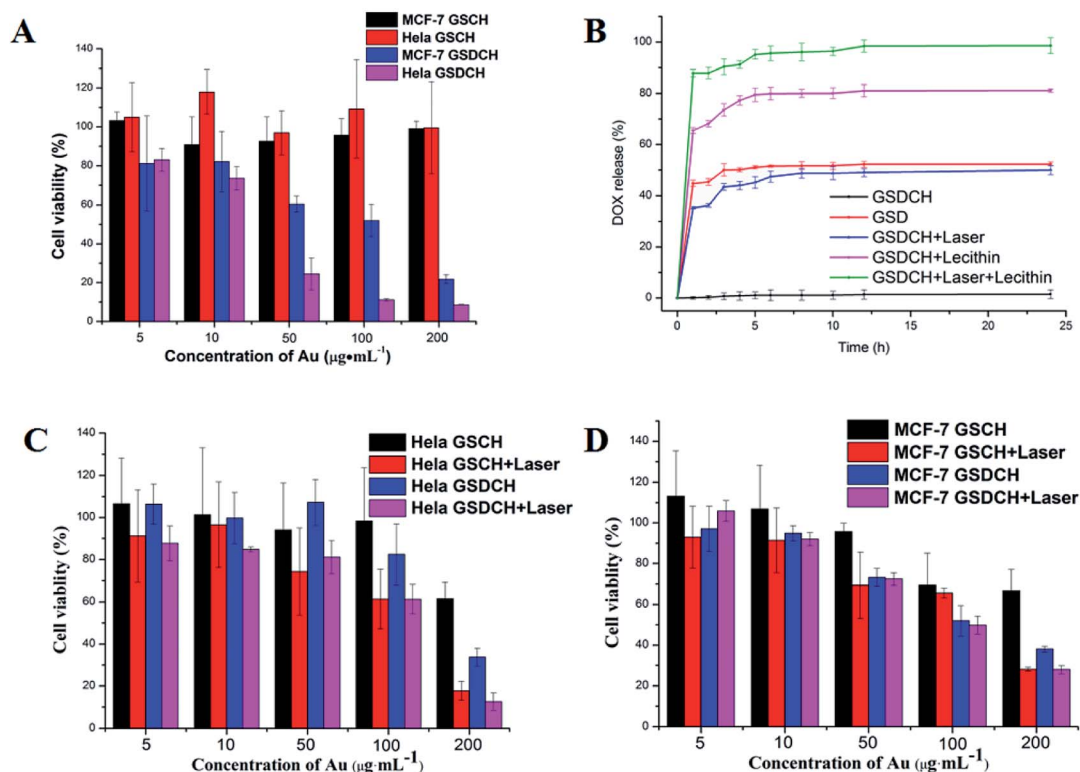 A
MCF-7 GSCH
Hela GSCH
MCF-7 GSDCH
Hela GSDCH
Cell viability (%)
140
120
100
80
60
40
20
0
5 10 50 100 200
Concentration of Au (μg•mL-1)
B
DOX release (%)
100
80
60
40
20
0
GSDCH
GSD
GSDCH+Laser
GSDCH+Lecithin
GSDCH+Laser+Lecithin
0 5 10 15 20 25
Time (h)
C
Hela GSCH
Hela GSCH+Laser
Hela GSDCH
Hela GSDCH+Laser
Cell viablity (%)
140
120
100
80
60
40
20
0
5 10 50 100 200
Concentration of Au (μg·mL-1)
D
MCF-7 GSCH
MCF-7 GSCH+Laser
MCF-7 GSDCH
MCF-7 GSDCH+Laser
Cell viablity (%)
140
120
100
80
60
40
20
0
5 10 50 100 200
Concentration of Au (μg·mL-1)